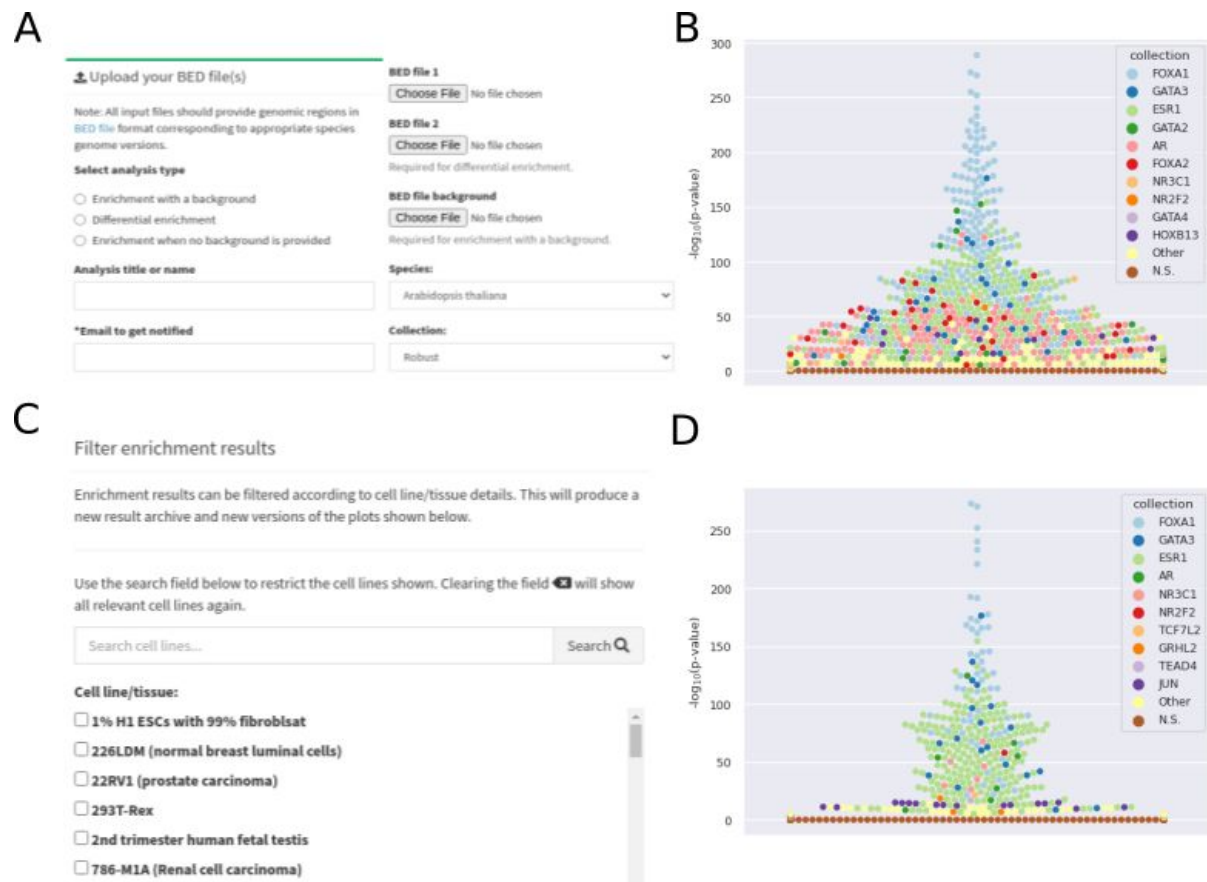 A
Upload your BED file(s)
Note: All input files should provide genomic regions in
BED file format corresponding to appropriate species
genome versions.
Select analysis type
Enrichment with a background
Differential enrichment
Enrichment when no background is provided
Analysis title or name
*Email to get notified
BED file 1
Choose File No file chosen
BED file 2
Choose File No file chosen
Required for differential enrichment.
BED file background
Choose File No file chosen
Required for enrichment with a background.
Species:
Arabidopsis thaliana
Collection:
Robust
B
300
250
200
150
100
50
0
-log10(p-value)
collection
FOXA1
GATA3
ESR1
GATA2
AR
FOXA2
NR3C1
NR2F2
GATA4
HOXB13
Other
N.S.
C
Filter enrichment results
Enrichment results can be filtered according to cell line/tissue details. This will produce a
new result archive and new versions of the plots shown below.
Use the search field below to restrict the cell lines shown. Clearing the field will show
all relevant cell lines again.
Search cell lines...
Search
Cell line/tissue:
1% H1 ESCs with 99% fibroblsat
226LDM (normal breast luminal cells)
22RV1 (prostate carcinoma)
293T-Rex
2nd trimester human fetal testis
786-M1A (Renal cell carcinoma)
D
250
200
150
100
50
0
-log10(p-value)
collection
FOXA1
GATA3
ESR1
AR
NR3C1
NR2F2
TCF7L2
GRHL2
TEAD4
JUN
Other
N.S.